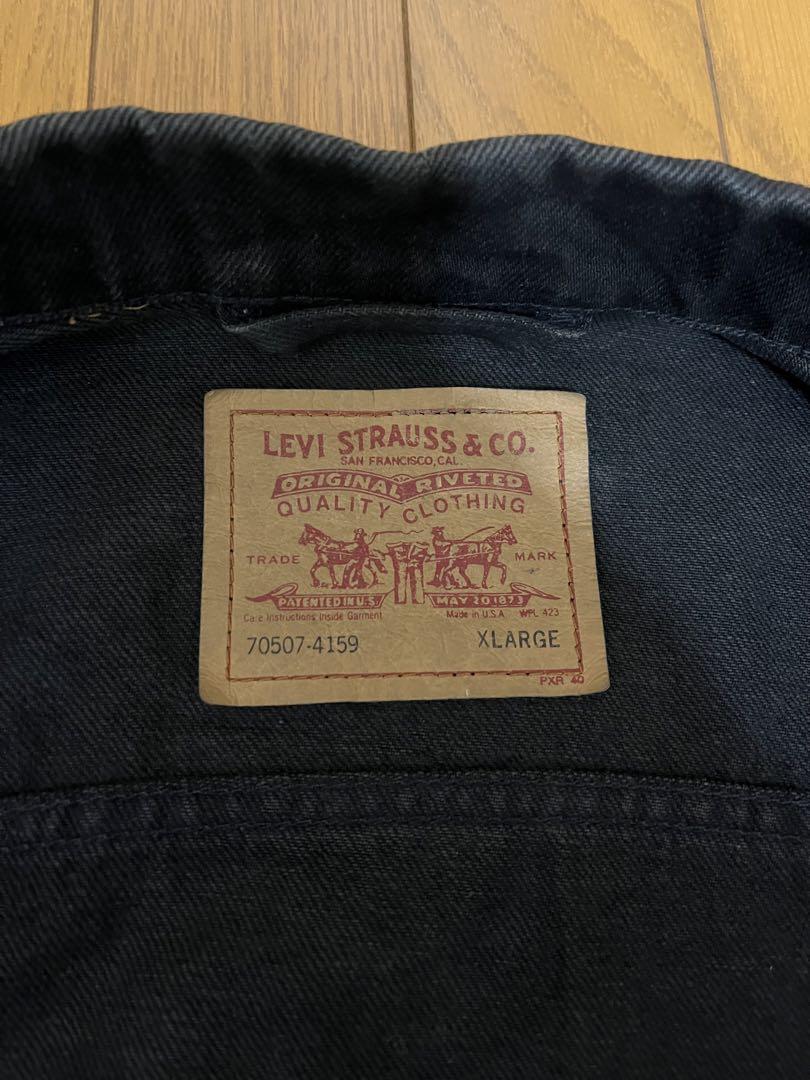 LEVI STRAUSS & CO.
SAN FRANCISCO, CAL.
ORIGINAL RIVETED
QUALITY CLOTHING
TRADE MARK
PATENTED IN U.S. MAY 20 1873
Care Instructions Inside Garment Made in U.S.A. WPL 423
70507-4159 XLARGE
PXR 40